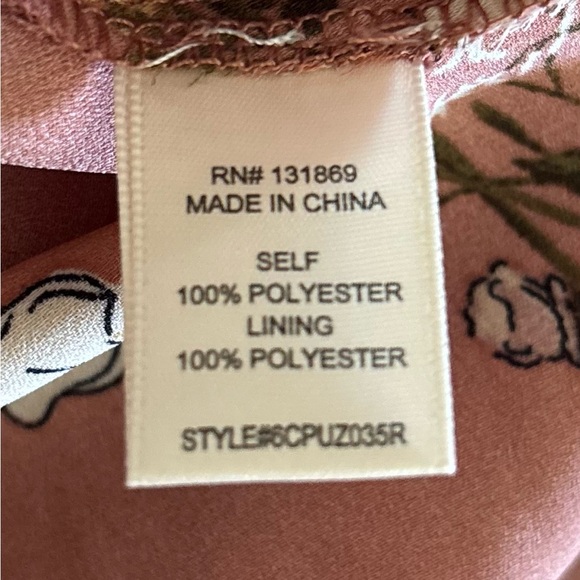 RN# 131869
MADE IN CHINA
SELF
100% POLYESTER
LINING
100% POLYESTER
STYLE#6CPUZ035R